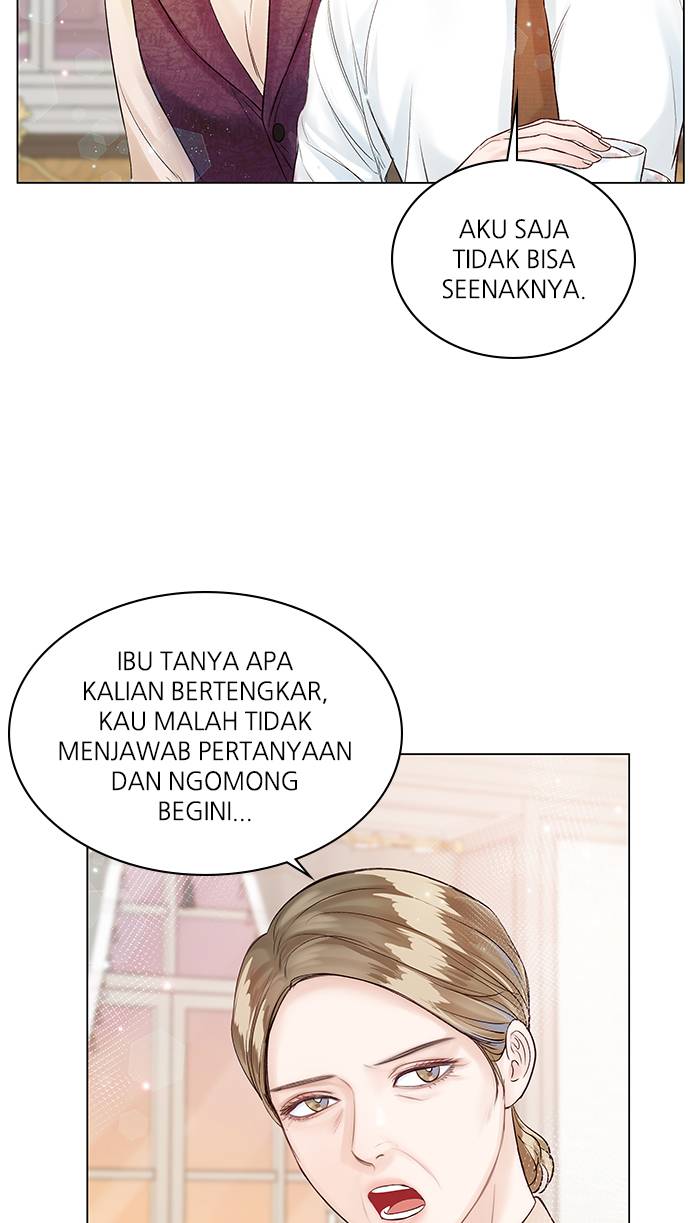 AKU SAJA
TIDAK BISA
SEENAKNYA.
IBU TANYA APA
KALIAN BERTENGKAR,
KAU MALAH TIDAK
MENJAWAB PERTANYAAN
DAN NGOMONG
BEGINI...